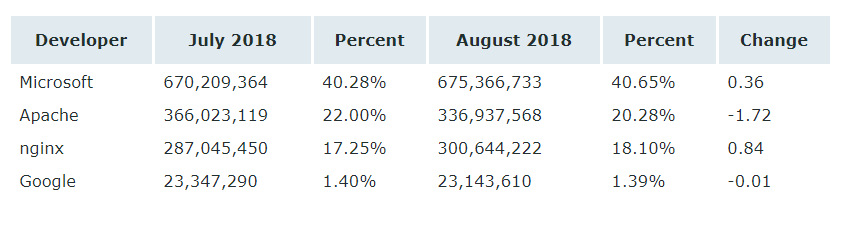 Developer July 2018 Percent August 2018 Percent Change
Microsoft 670,209,364 40.28% 675,366,733 40.65% 0.36
Apache 366,023,119 22.00% 336,937,568 20.28% -1.72
nginx 287,045,450 17.25% 300,644,222 18.10% 0.84
Google 23,347,290 1.40% 23,143,610 1.39% -0.01